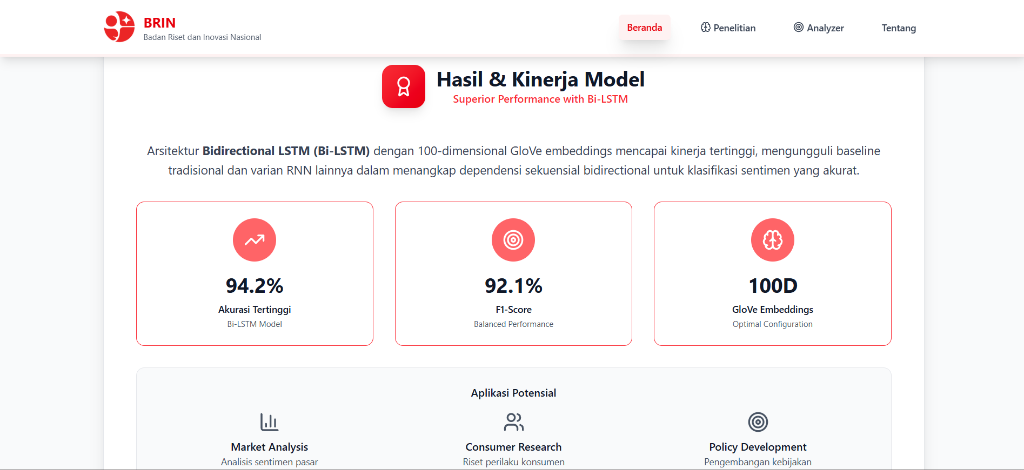 BRIN
Badan Riset dan Inovasi Nasional
Beranda
Penelitian
Analyzer
Tentang
Hasil & Kinerja Model
Superior Performance with Bi-LSTM
Arsitektur Bidirectional LSTM (Bi-LSTM) dengan 100-dimensional GloVe embeddings mencapai kinerja tertinggi, mengungguli baseline
tradisional dan varian RNN lainnya dalam menangkap dependensi sekuensial bidirectional untuk klasifikasi sentimen yang akurat.
94.2%
Akurasi Tertinggi
Bi-LSTM Model
92.1%
F1-Score
Balanced Performance
100D
GloVe Embeddings
Optimal Configuration
Aplikasi Potensial
Market Analysis
Analisis sentimen pasar
Consumer Research
Riset perilaku konsumen
Policy Development
Pengembangan kebijakan